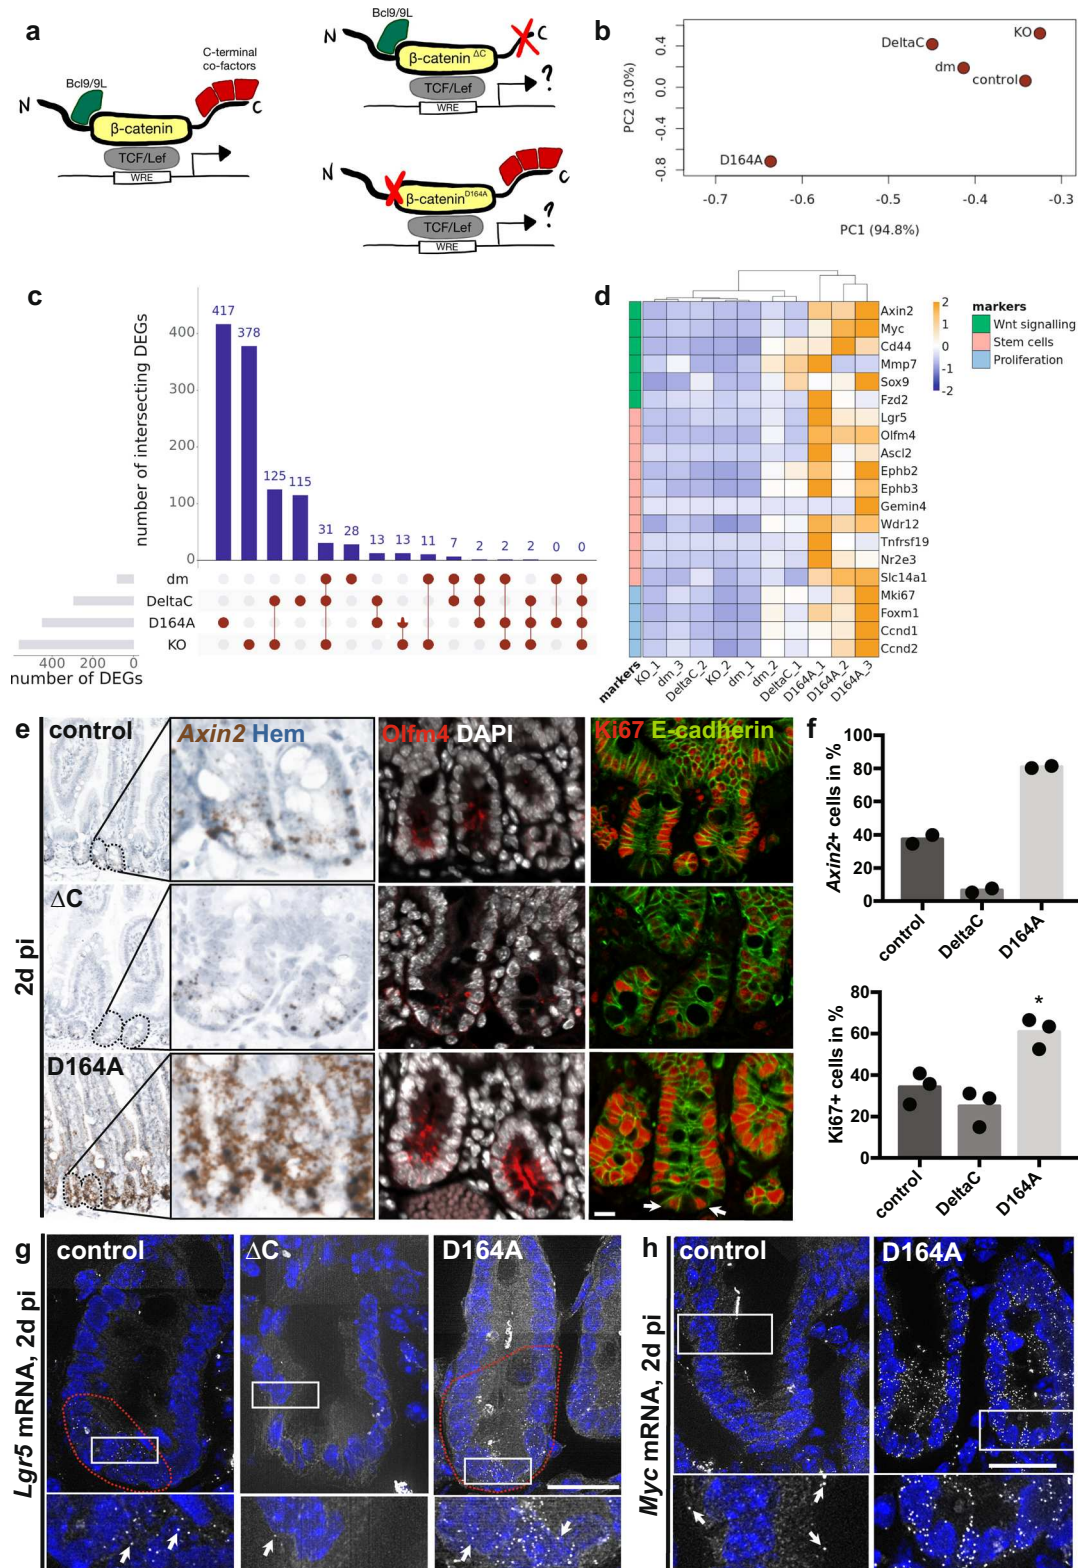 a
Bcl9/9L
C-terminal
co-factors
N
C
β-catenin
TCF/Lef
WRE
Bcl9/9L
N
C
β-catenin ΔC
TCF/Lef
?
WRE
N
C
β-catenin D164A
TCF/Lef
?
WRE
b
PC2 (3.0%)
0.4
0.0
-0.4
-0.8
DeltaC
KO
dm
control
D164A
-0.7
-0.6
-0.5
-0.4
-0.3
PC1 (94.8%)
c
number of intersecting DEGs
400
300
200
100
0
417
378
125
115
31
28
13
13
11
7
2
2
2
0
0
dm
DeltaC
D164A
KO
400 200 0
number of DEGs
d
Axin2
Myc
Cd44
Mmp7
Sox9
Fzd2
Lgr5
Olfm4
Ascl2
Ephb2
Ephb3
Gemin4
Wdr12
Tnfrsf19
Nr2e3
Slc14a1
Mki67
Foxm1
Ccnd1
Ccnd2
markers
KO_1
dm_3
DeltaC_2
KO_2
dm_1
dm_2
DeltaC_1
D164A_1
D164A_2
D164A_3
2
1
0
-1
-2
markers
Wnt signalling
Stem cells
Proliferation
e
2d pi
control
Axin2 Hem
Olfm4 DAPI
Ki67 E-cadherin
ΔC
D164A
f
Axin2+ cells in %
100
80
60
40
20
0
control
DeltaC
D164A
Ki67+ cells in %
80
60
40
20
0
*
control
DeltaC
D164A
g
Lgr5 mRNA, 2d pi
control
ΔC
D164A
h
Myc mRNA, 2d pi
control
D164A